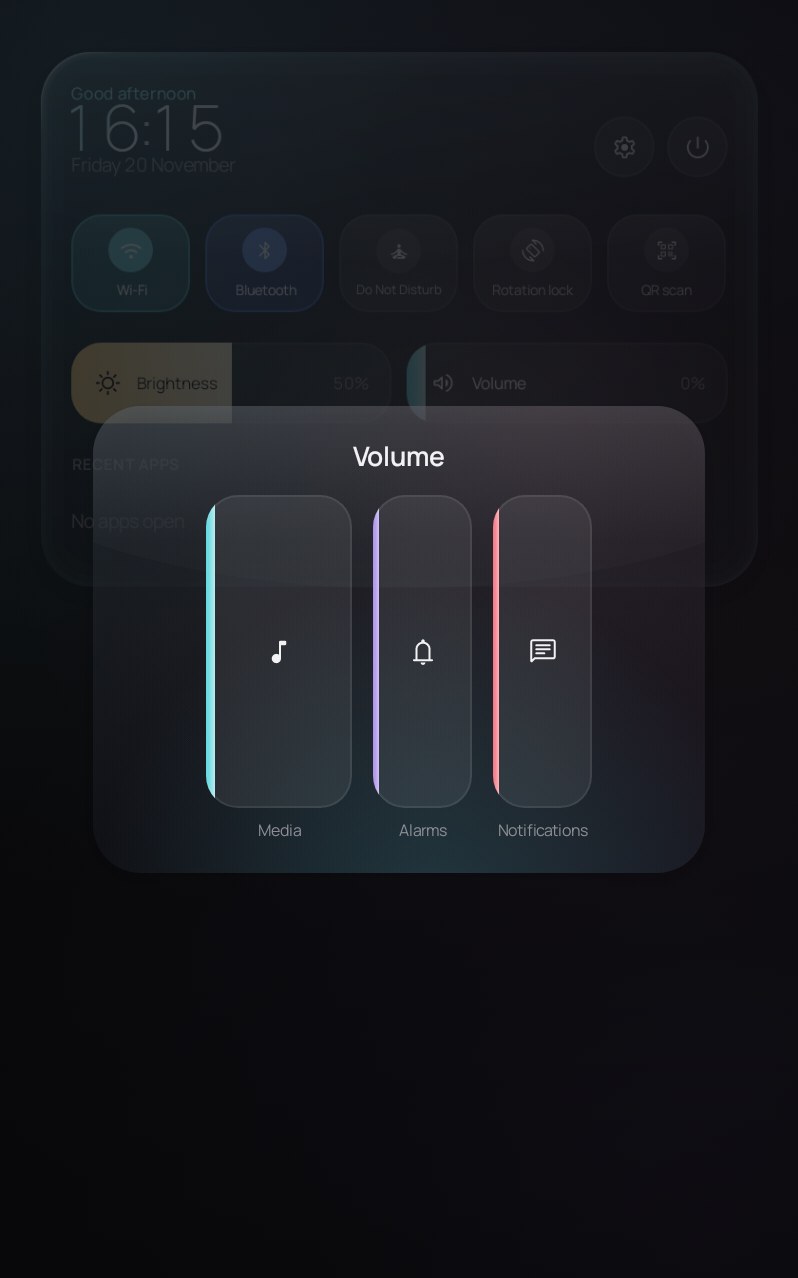 Good afternoon
16:15
Friday 20 November
Wi-Fi
Bluetooth
Do Not Disturb
Rotation lock
QR scan
Brightness
50%
Volume
0%
RECENT APPS
No apps open
Volume
Media
Alarms
Notifications